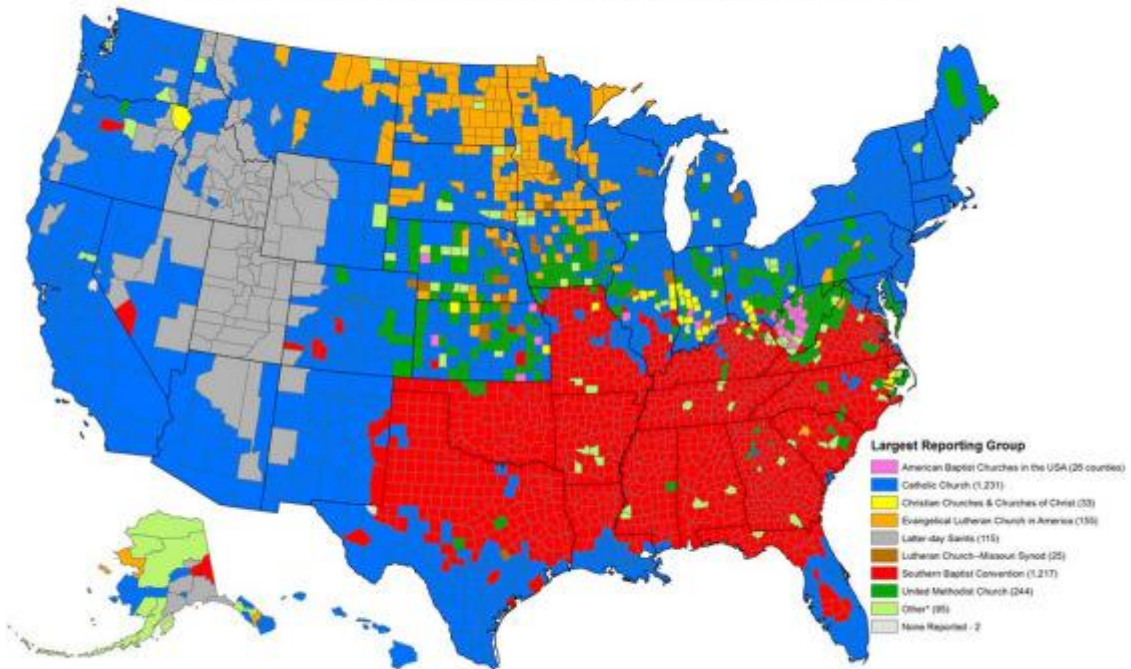 Largest Reporting Group
American Baptist Churches in the USA (26 counties)
Catholic Church (1,231)
Christian Churches & Churches of Christ (33)
Evangelical Lutheran Church in America (155)
Latter-day Saints (115)
Lutheran Church--Missouri Synod (25)
Southern Baptist Convention (1,217)
United Methodist Church (244)
Other* (95)
None Reported - 2